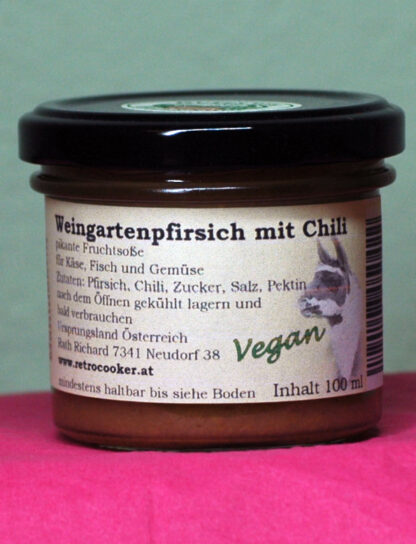 Weingartenpfirsich mit Chili
pikante Fruchtsoße
für Käse, Fisch und Gemüse
Zutaten: Pfirsich, Chili, Zucker, Salz, Pektin
nach dem Öffnen gekühlt lagern und
bald verbrauchen
Ursprungsland Österreich
Rath Richard 7341 Neudorf 38
Vegan
www.retrocooker.at
mindestens haltbar bis siehe Boden
Inhalt 100 ml